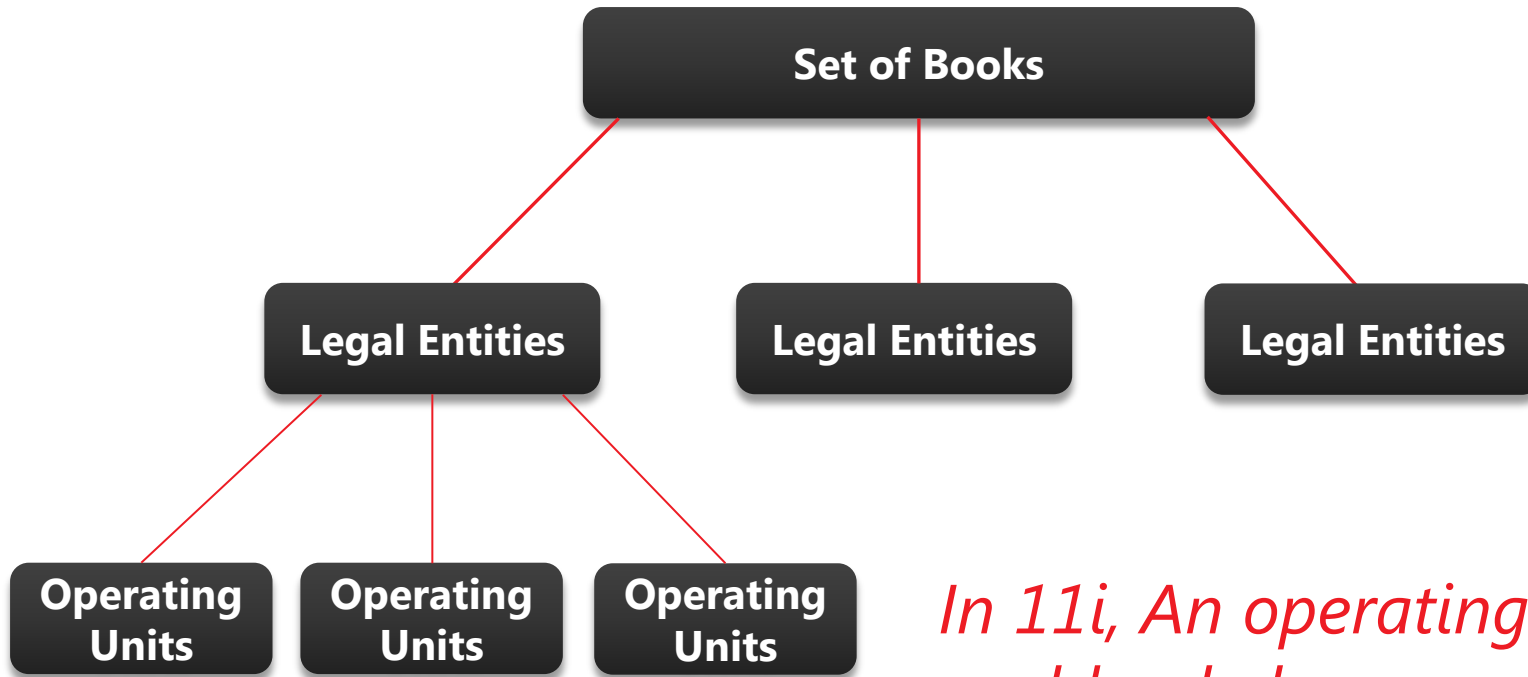 Set of Books
Legal Entities
Legal Entities
Legal Entities
Operating
Units
Operating
Units
Operating
Units
In 11i, An operating